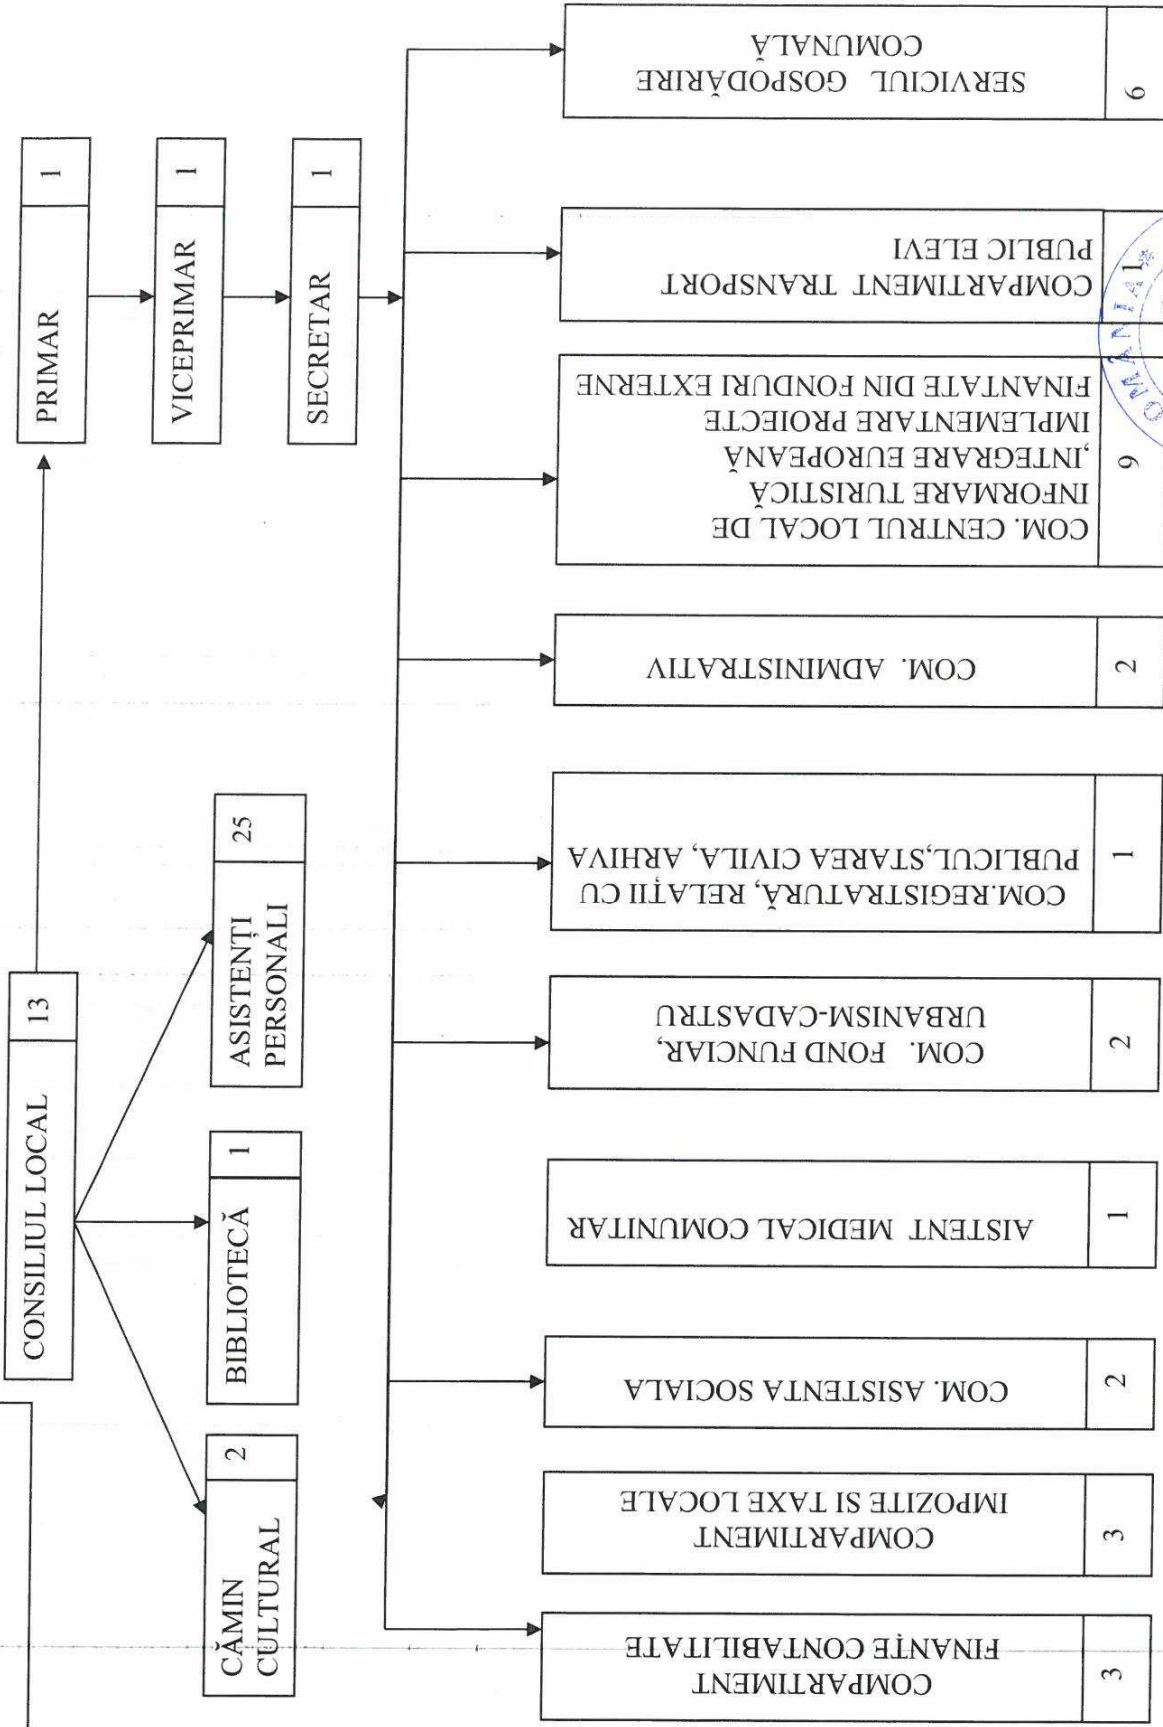 CONSILIUL LOCAL 13
PRIMAR 1
VICEPRIMAR 1
SECRETAR 1
CĂMIN
CULTURAL 2
BIBLIOTECĂ 1
ASISTENȚI
PERSONALI 25
COMPARTIMENT
FINANȚE CONTABILITATE
3
COMPARTIMENT
IMPOZITE SI TAXE LOCALE
3
COM. ASISTENTA SOCIALA
2
AISTENT MEDICAL COMUNITAR
1
COM. FOND FUNCIAR,
URBANISM-CADASTRU
2
COM.REGISTRATURĂ, RELAȚII CU
PUBLICUL,STAREA CIVILA, ARHIVA
1
COM. ADMINISTRATIV
2
COM. CENTRUL LOCAL DE
INFORMARE TURISTICĂ
,INTEGRARE EUROPEANĂ
IMPLEMENTARE PROIECTE
FINANTATE DIN FONDURI EXTERNE
9
COMPARTIMENT TRANSPORT
PUBLIC ELEVI
1
SERVICIUL GOSPODĂRIRE
COMUNALĂ
6
OMÂNIA *